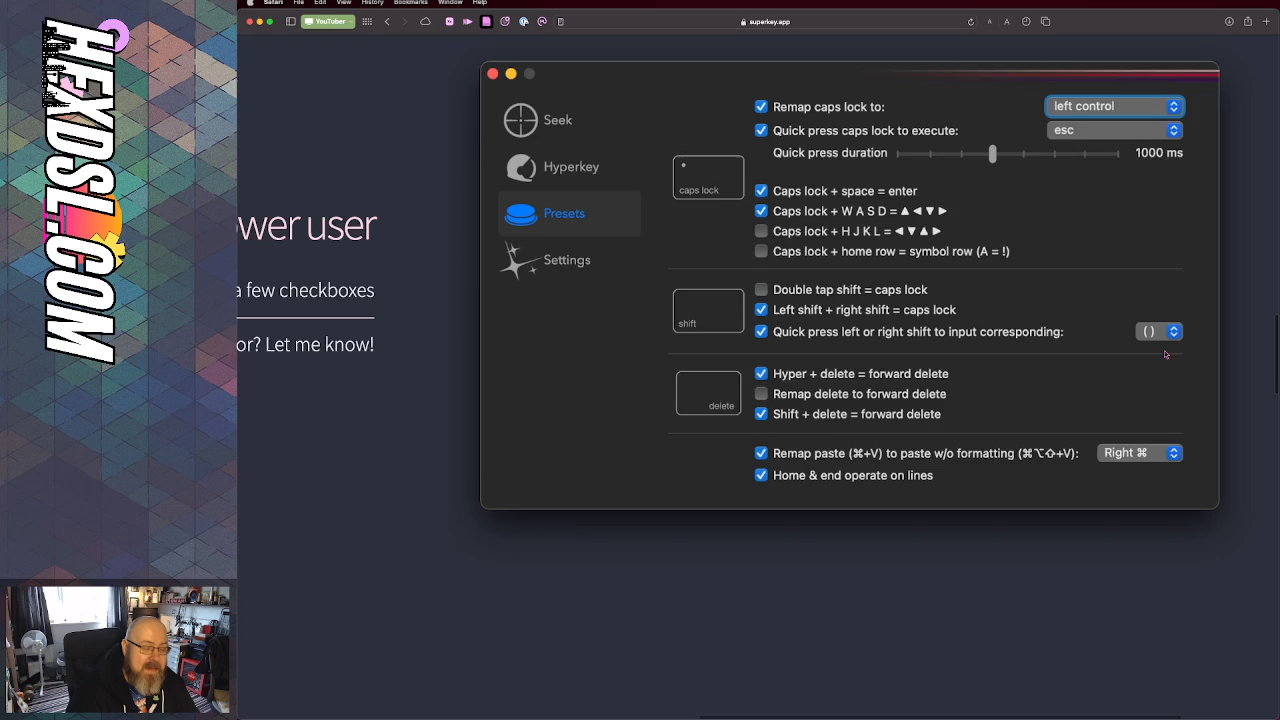 Safari File Edit View History Bookmarks Window Help
YouTuber
superkey.app
A A
HEXDSL.COM
ower user
a few checkboxes
or? Let me know!
Seek
Hyperkey
Presets
Settings
Remap caps lock to: left control
Quick press caps lock to execute: esc
Quick press duration 1000 ms
caps lock
Caps lock + space = enter
Caps lock + W A S D = ▲ ◀ ▼ ▶
Caps lock + H J K L = ◀ ▼ ▲ ▶
Caps lock + home row = symbol row (A = !)
Double tap shift = caps lock
shift
Left shift + right shift = caps lock
Quick press left or right shift to input corresponding: ( )
Hyper + delete = forward delete
delete
Remap delete to forward delete
Shift + delete = forward delete
Remap paste (⌘+V) to paste w/o formatting (⌘⌥⇧+V): Right ⌘
Home & end operate on lines